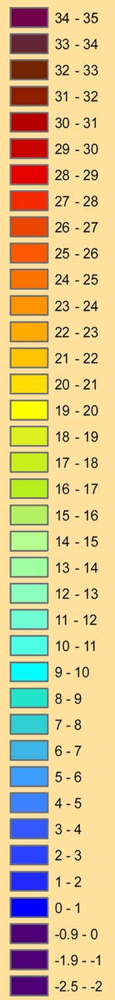 34 - 35
33 - 34
32 - 33
31 - 32
30 - 31
29 - 30
28 - 29
27 - 28
26 - 27
25 - 26
24 - 25
23 - 24
22 - 23
21 - 22
20 - 21
19 - 20
18 - 19
17 - 18
16 - 17
15 - 16
14 - 15
13 - 14
12 - 13
11 - 12
10 - 11
9 - 10
8 - 9
7 - 8
6 - 7
5 - 6
4 - 5
3 - 4
2 - 3
1 - 2
0 - 1
-0.9 - 0
-1.9 - -1
-2.5 - -2